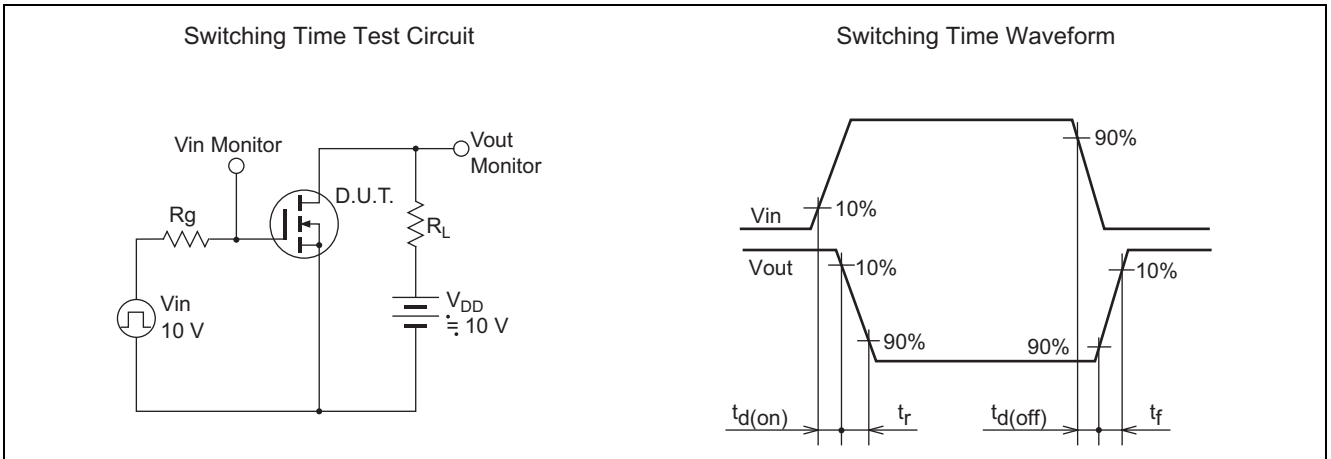 Switching Time Test Circuit
Vin Monitor
Vout
Monitor
D.U.T.
Rg
RL
Vin
10 V
VDD
≒ 10 V
Switching Time Waveform
90%
10%
Vin
Vout
10%
10%
90%
90%
td(on)
tr
td(off)
tf